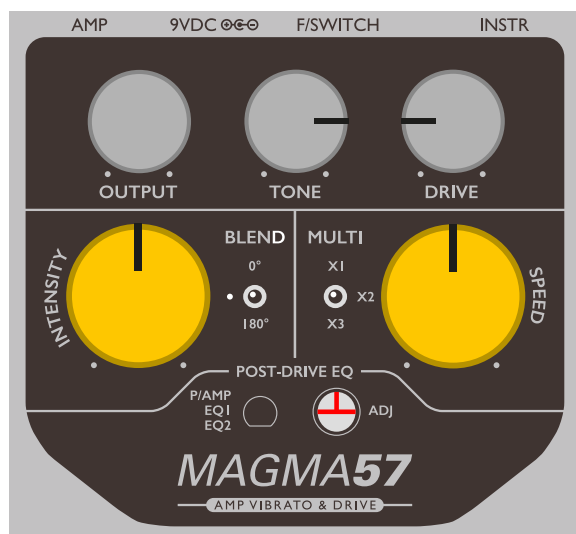 AMP 9VDC F/SWITCH INSTR
OUTPUT TONE DRIVE
BLEND MULTI
INTENSITY
0° X1
X2
180° X3
SPEED
POST-DRIVE EQ
P/AMP
EQ1 ADJ
EQ2
MAGMA57
AMP VIBRATO & DRIVE